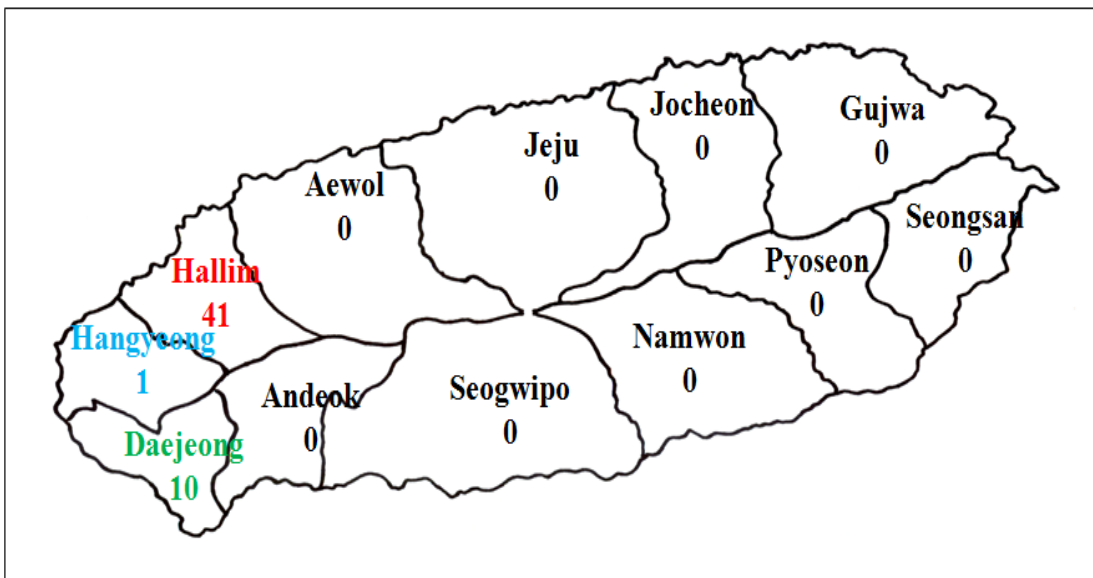 Jocheon
0
Gujwa
0
Jeju
0
Aewol
0
Seongsan
0
Hallim
41
Pyoseon
0
Hangyeong
1
Namwon
0
Andeok
0
Seogwipo
0
Daejeong
10